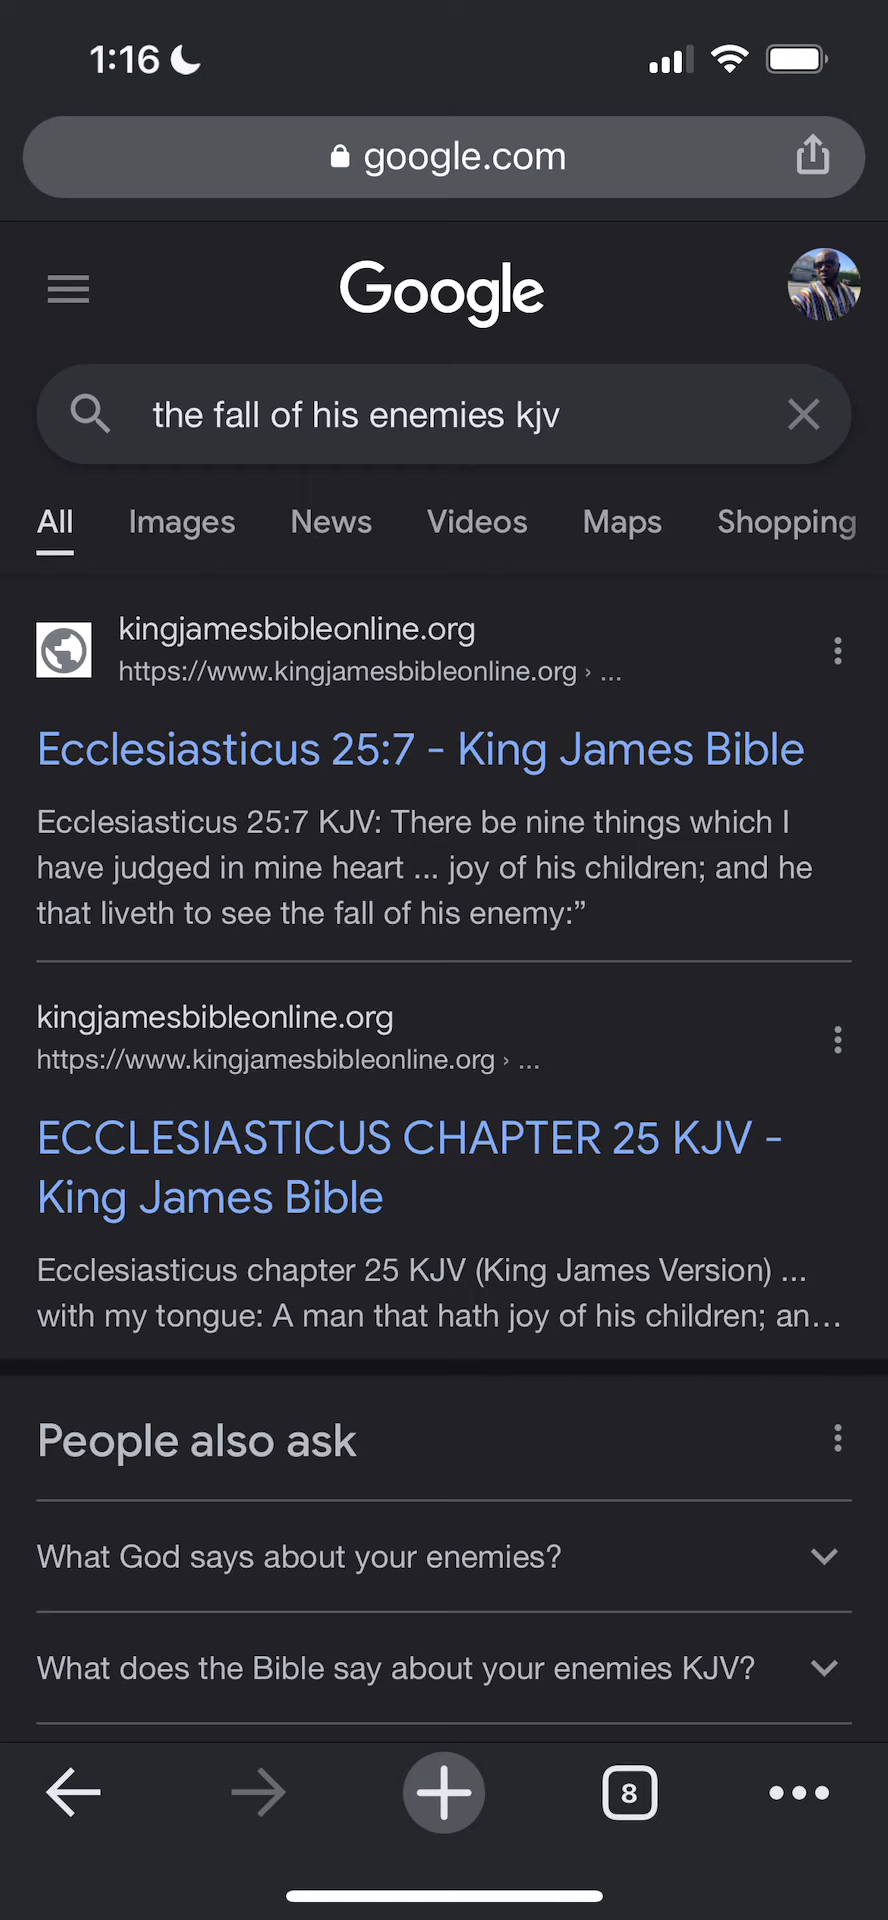 1:16
google.com
Google
the fall of his enemies kjv
All Images News Videos Maps Shopping
kingjamesbibleonline.org
https://www.kingjamesbibleonline.org › ...
Ecclesiasticus 25:7 - King James Bible
Ecclesiasticus 25:7 KJV: There be nine things which I
have judged in mine heart ... joy of his children; and he
that liveth to see the fall of his enemy:”
kingjamesbibleonline.org
https://www.kingjamesbibleonline.org › ...
ECCLESIASTICUS CHAPTER 25 KJV -
King James Bible
Ecclesiasticus chapter 25 KJV (King James Version) ...
with my tongue: A man that hath joy of his children; an...
People also ask
What God says about your enemies?
What does the Bible say about your enemies KJV?
8